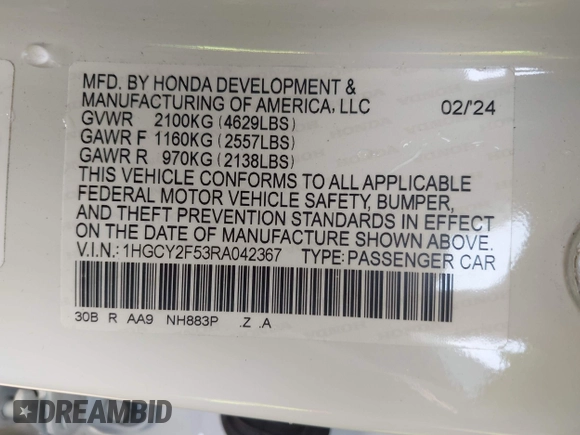 MFD. BY HONDA DEVELOPMENT &
MANUFACTURING OF AMERICA, LLC 02/'24
GVWR 2100KG (4629LBS)
GAWR F 1160KG (2557LBS)
GAWR R 970KG (2138LBS)
THIS VEHICLE CONFORMS TO ALL APPLICABLE
FEDERAL MOTOR VEHICLE SAFETY, BUMPER,
AND THEFT PREVENTION STANDARDS IN EFFECT
ON THE DATE OF MANUFACTURE SHOWN ABOVE.
V.I.N.: 1HGCY2F53RA042367 TYPE: PASSENGER CAR
30B R AA9 NH883P .Z .A
DREAMBID